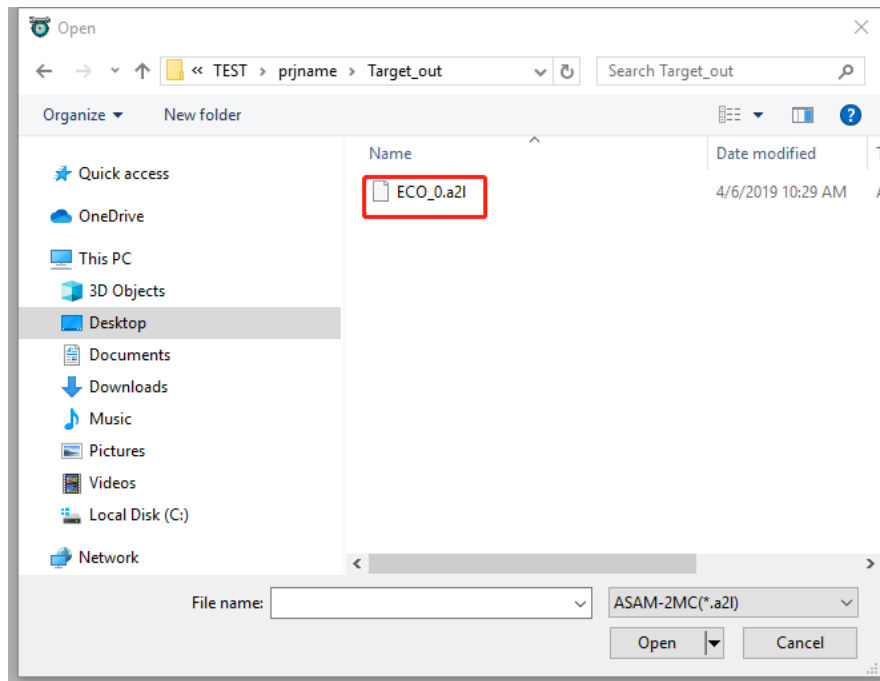 Open
« TEST > prjname > Target_out
Search Target_out
Organize
New folder
Name
Date modified
Quick access
ECO_0.a2l
4/6/2019 10:29 AM
OneDrive
This PC
3D Objects
Desktop
Documents
Downloads
Music
Pictures
Videos
Local Disk (C:)
Network
File name:
ASAM-2MC(*.a2l)
Open
Cancel